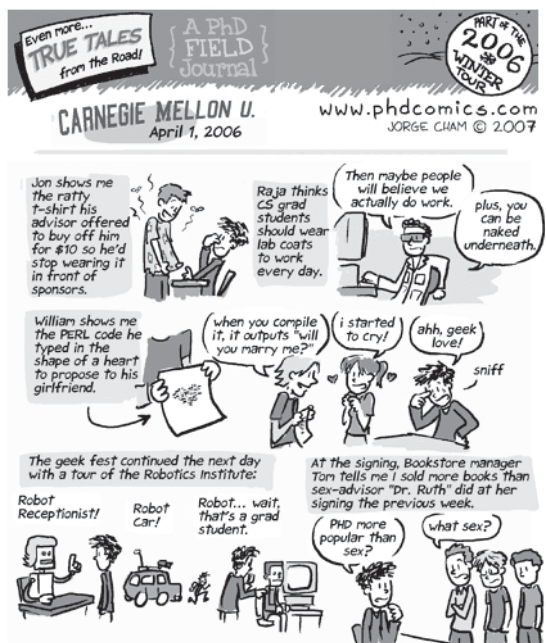 Even more...
TRUE TALES
from the Road!
A PhD
FIELD
Journal
PART OF THE
2006
WINTER
TOUR
CARNEGIE MELLON U.
April 1, 2006
www.phdcomics.com
JORGE CHAM © 2007
Jon shows me
the ratty
t-shirt his
advisor offered
to buy off him
for $10 so he'd
stop wearing it
in front of
sponsors.
Raja thinks
CS grad
students
should wear
lab coats
to work
every day.
Then maybe people
will believe we
actually do work.
plus, you
can be
naked
underneath.
William shows me
the PERL code he
typed in the
shape of a heart
to propose to his
girlfriend.
when you compile
it, it outputs "will
you marry me?"
i started
to cry!
ahh, geek
love!
sniff
The geek fest continued the next day
with a tour of the Robotics Institute:
Robot
Receptionist!
Robot
Car!
Robot... wait,
that's a grad
student.
At the signing, Bookstore manager
Tom tells me I sold more books than
sex-advisor "Dr. Ruth" did at her
signing the previous week.
PHD more
popular than
sex?
what sex?